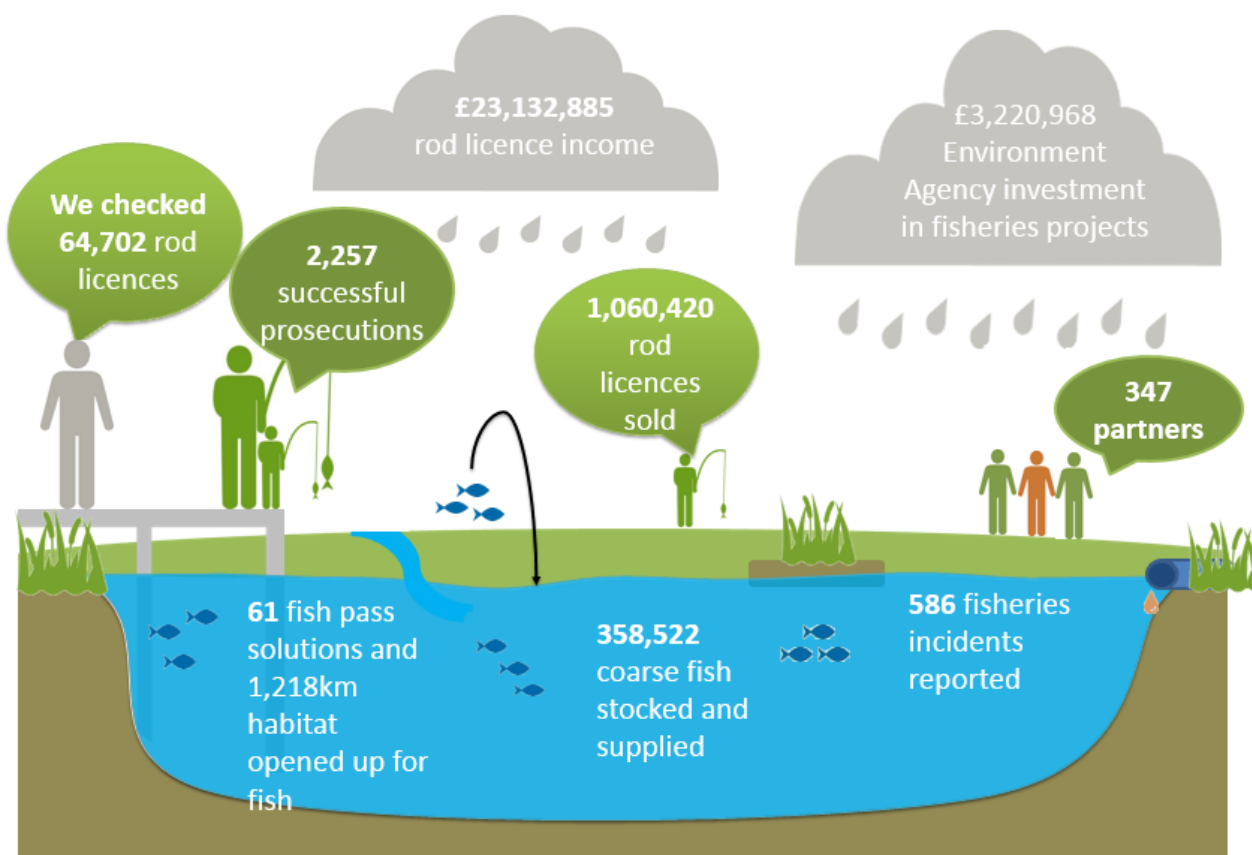 £23,132,885
rod licence income
£3,220,968
Environment
Agency investment
in fisheries projects
We checked
64,702 rod
licences
2,257
successful
prosecutions
1,060,420
rod
licences
sold
347
partners
61 fish pass
solutions and
1,218km
habitat
opened up for
fish
358,522
coarse fish
stocked and
supplied
586 fisheries
incidents
reported